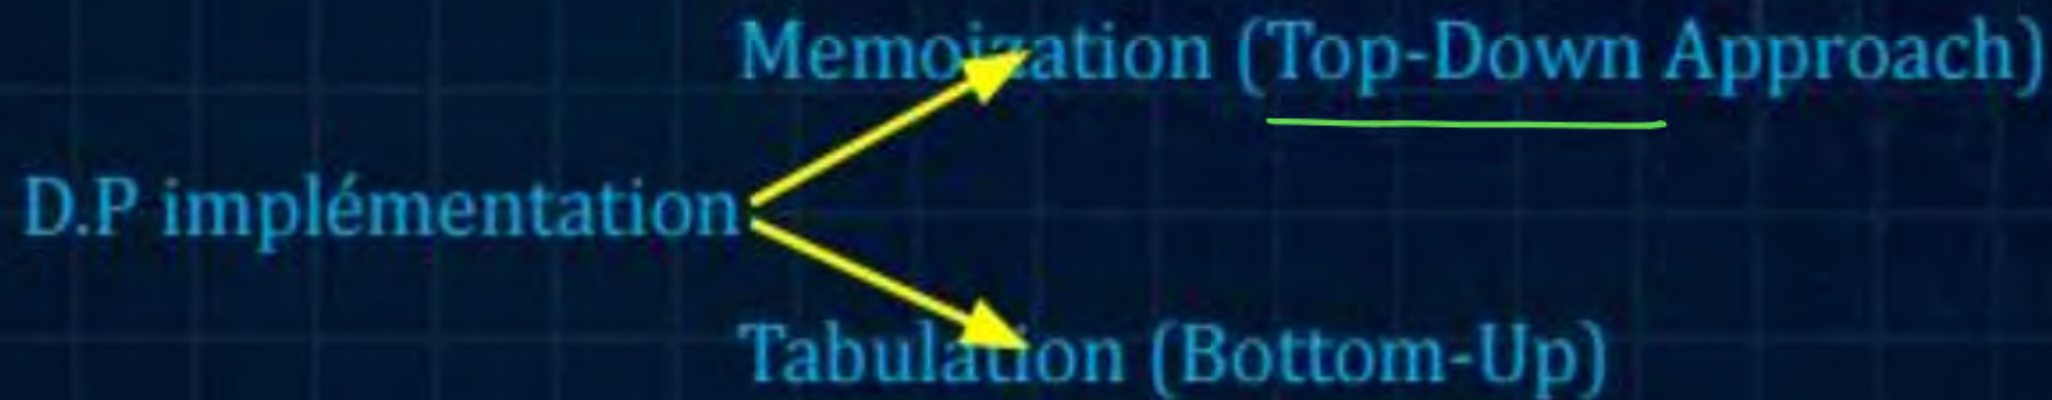 Memoization (Top-Down Approach)
D.P implémentation
Tabulation (Bottom-Up)